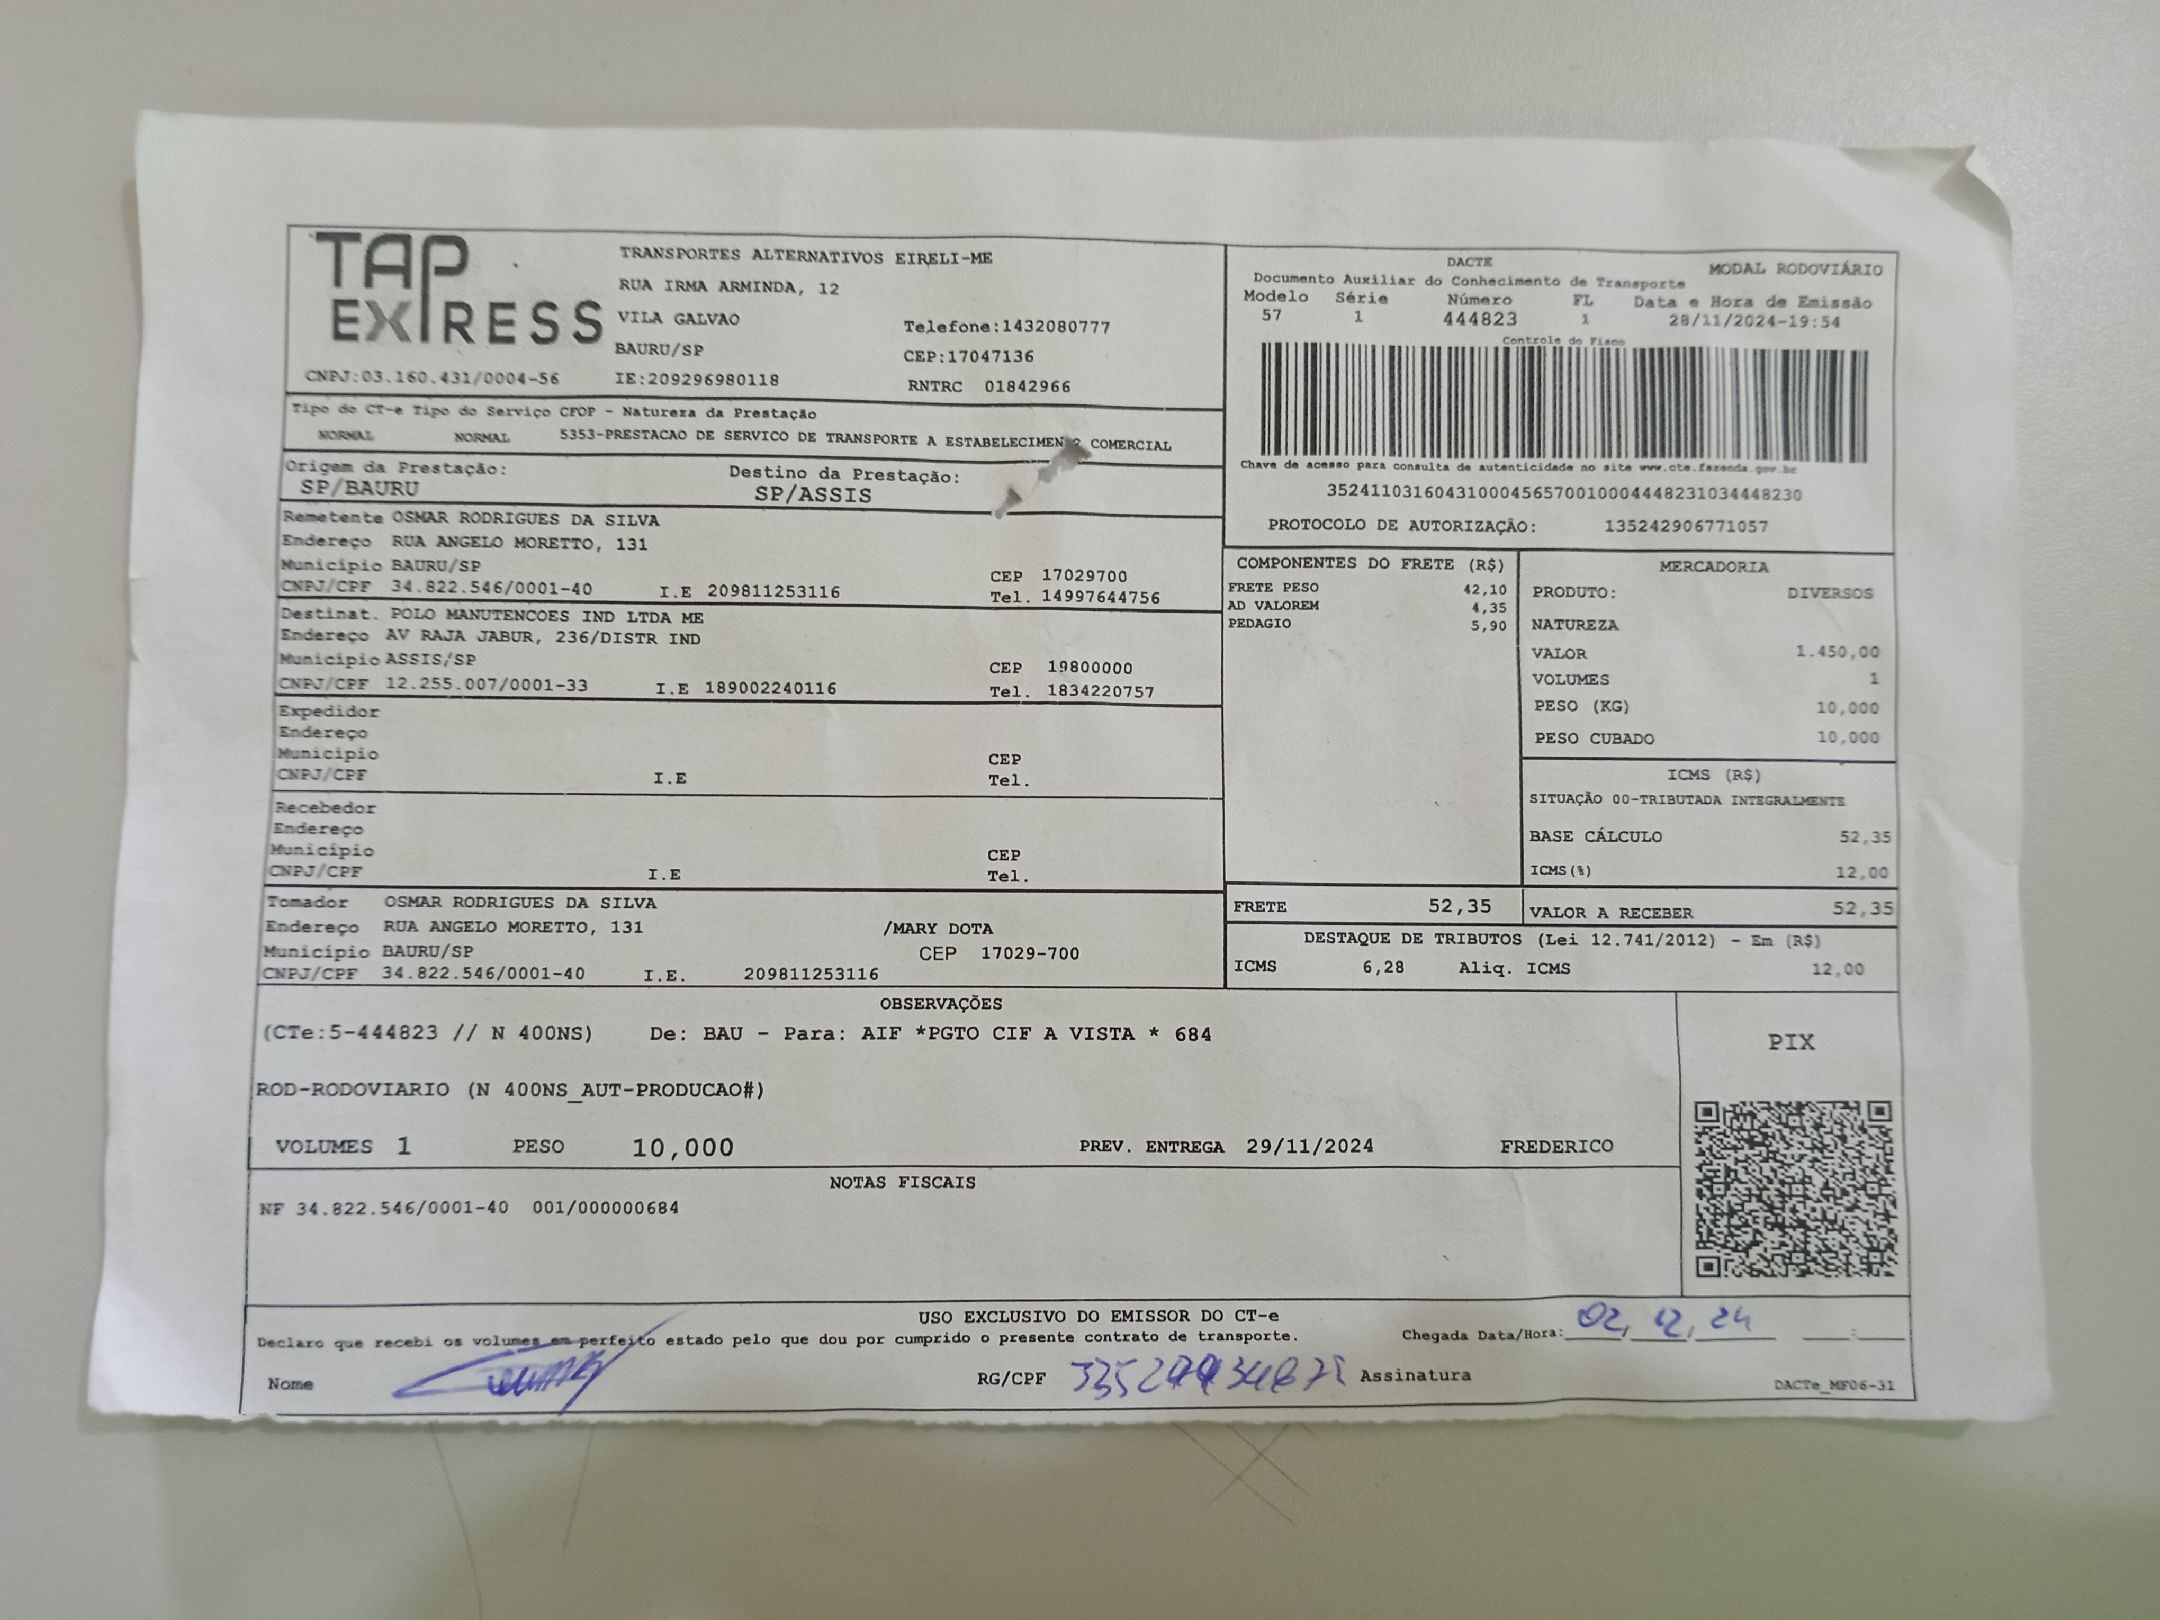 TAP
EXPRESS
TRANSPORTES ALTERNATIVOS EIRELI-ME
RUA IRMA ARMINDA, 12
VILA GALVAO
Telefone:1432080777
BAURU/SP
CEP:17047136
CNPJ:03.160.431/0004-56
IE:209296980118
RNTRC 01842966
DACTE
MODAL RODOVIÁRIO
Documento Auxiliar do Conhecimento de Transporte
Modelo Série Número FL Data e Hora de Emissão
57 1 444823 1 28/11/2024-19:54
Controle do Fisco
Chave de acesso para consulta de autenticidade no site www.cte.fazenda.gov.br
35241103160431000456570010004448231034448230
PROTOCOLO DE AUTORIZAÇÃO: 135242906771057
Tipo do CT-e Tipo do Serviço CFOP - Natureza da Prestação
NORMAL NORMAL 5353-PRESTACAO DE SERVICO DE TRANSPORTE A ESTABELECIMEN COMERCIAL
Origem da Prestação: Destino da Prestação:
SP/BAURU SP/ASSIS
Remetente OSMAR RODRIGUES DA SILVA
Endereço RUA ANGELO MORETTO, 131
Município BAURU/SP CEP 17029700
CNPJ/CPF 34.822.546/0001-40 I.E 209811253116 Tel. 14997644756
Destinat. POLO MANUTENCOES IND LTDA ME
Endereço AV RAJA JABUR, 236/DISTR IND
Município ASSIS/SP CEP 19800000
CNPJ/CPF 12.255.007/0001-33 I.E 189002240116 Tel. 1834220757
Expedidor
Endereço
Município CEP
CNPJ/CPF I.E Tel.
Recebedor
Endereço
Município CEP
CNPJ/CPF I.E Tel.
Tomador OSMAR RODRIGUES DA SILVA
Endereço RUA ANGELO MORETTO, 131 /MARY DOTA
Município BAURU/SP CEP 17029-700
CNPJ/CPF 34.822.546/0001-40 I.E. 209811253116
COMPONENTES DO FRETE (R$)
FRETE PESO 42,10
AD VALOREM 4,35
PEDAGIO 5,90
MERCADORIA
PRODUTO: DIVERSOS
NATUREZA
VALOR 1.450,00
VOLUMES 1
PESO (KG) 10,000
PESO CUBADO 10,000
ICMS (R$)
SITUAÇÃO 00-TRIBUTADA INTEGRALMENTE
BASE CÁLCULO 52,35
ICMS(%) 12,00
FRETE 52,35 VALOR A RECEBER 52,35
DESTAQUE DE TRIBUTOS (Lei 12.741/2012) - Em (R$)
ICMS 6,28 Aliq. ICMS 12,00
OBSERVAÇÕES
(CTe:5-444823 // N 400NS) De: BAU - Para: AIF *PGTO CIF A VISTA * 684
ROD-RODOVIARIO (N 400NS_AUT-PRODUCAO#)
VOLUMES 1 PESO 10,000 PREV. ENTREGA 29/11/2024 FREDERICO
PIX
NOTAS FISCAIS
NF 34.822.546/0001-40 001/000000684
USO EXCLUSIVO DO EMISSOR DO CT-e
Declaro que recebi os volumes em perfeito estado pelo que dou por cumprido o presente contrato de transporte.
Chegada Data/Hora: 02, 12, 24 :
Nome RG/CPF Assinatura
DACTe_MF06-31